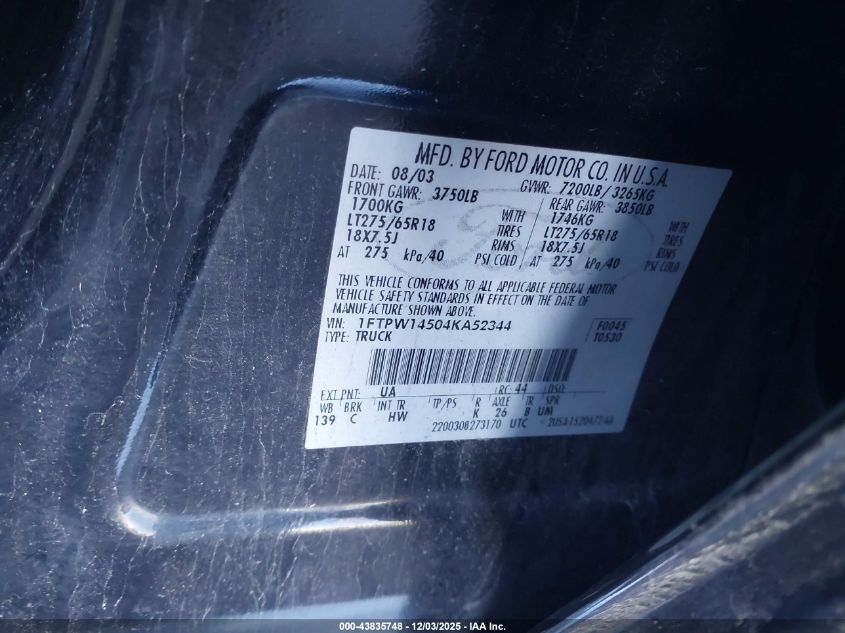 MFD. BY FORD MOTOR CO. IN U.S.A.
DATE: 08/03 GVWR: 7200LB/3265KG
FRONT GAWR: 3750LB REAR GAWR: 3850LB
1700KG WITH 1746KG WITH
LT275/65R18 TIRES LT275/65R18 TIRES
18X7.5J RIMS 18X7.5J RIMS
AT 275 kPa/40 PSI COLD AT 275 kPa/40 PSI COLD
THIS VEHICLE CONFORMS TO ALL APPLICABLE FEDERAL MOTOR
VEHICLE SAFETY STANDARDS IN EFFECT ON THE DATE OF
MANUFACTURE SHOWN ABOVE.
VIN: 1FTPW14504KA52344 F0045
TYPE: TRUCK T0530
EXT PNT: UA RC: 44 DSO:
WB BRK INT TR TP/PS R AXLE TR SPR
139 C HW K 26 B UM
2200308273170 UTC
000-43835748 - 12/03/2025 - IAA Inc.